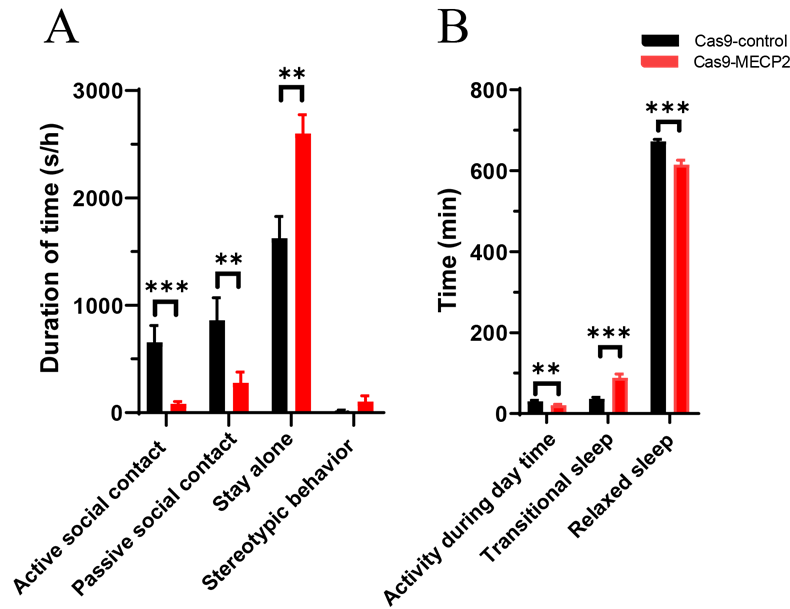 A
Duration of time (s/h)
3000
2000
1000
0
***
**
**
Active social contact
Passive social contact
Stay alone
Stereotypic behavior
B
Cas9-control
Cas9-MECP2
Time (min)
800
600
400
200
0
**
***
***
Activity during day time
Transitional sleep
Relaxed sleep